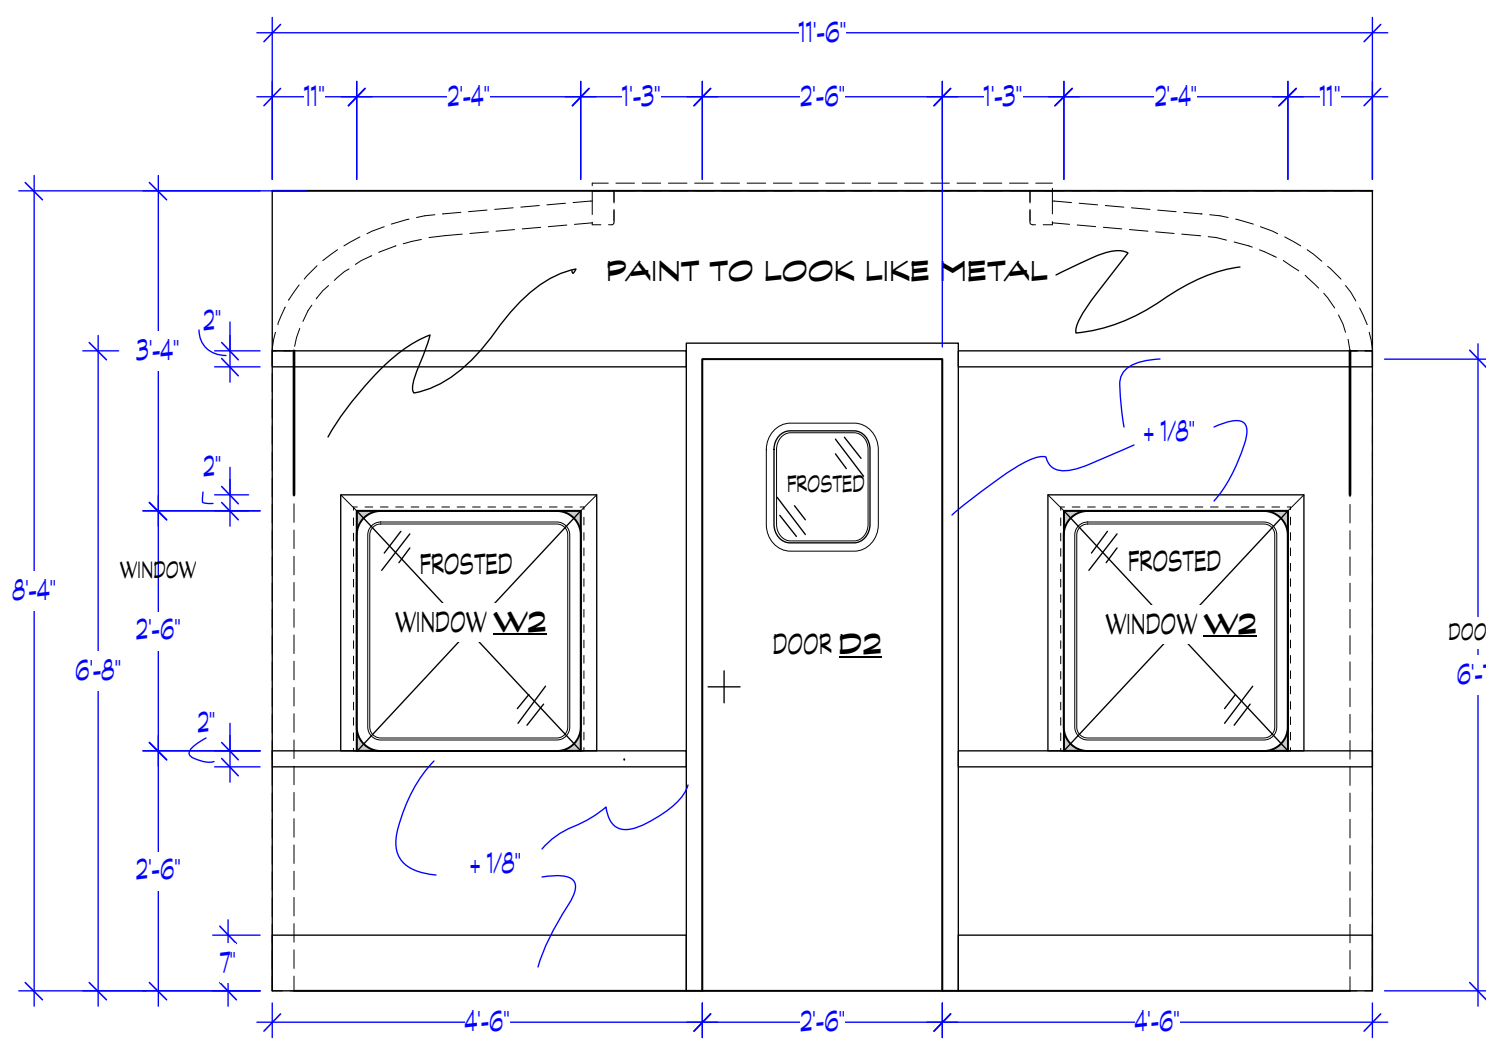 11'-6"
11" 2'-4" 1'-3" 2'-6" 1'-3" 2'-4" 11"
PAINT TO LOOK LIKE METAL
2"
3'-4"
+ 1/8"
2"
FROSTED
FROSTED
FROSTED
WINDOW
8'-4"
2'-6"
WINDOW W2
WINDOW W2
DOOR D2
6'-8"
2"
2'-6"
+ 1/8"
7"
4'-6" 2'-6" 4'-6"